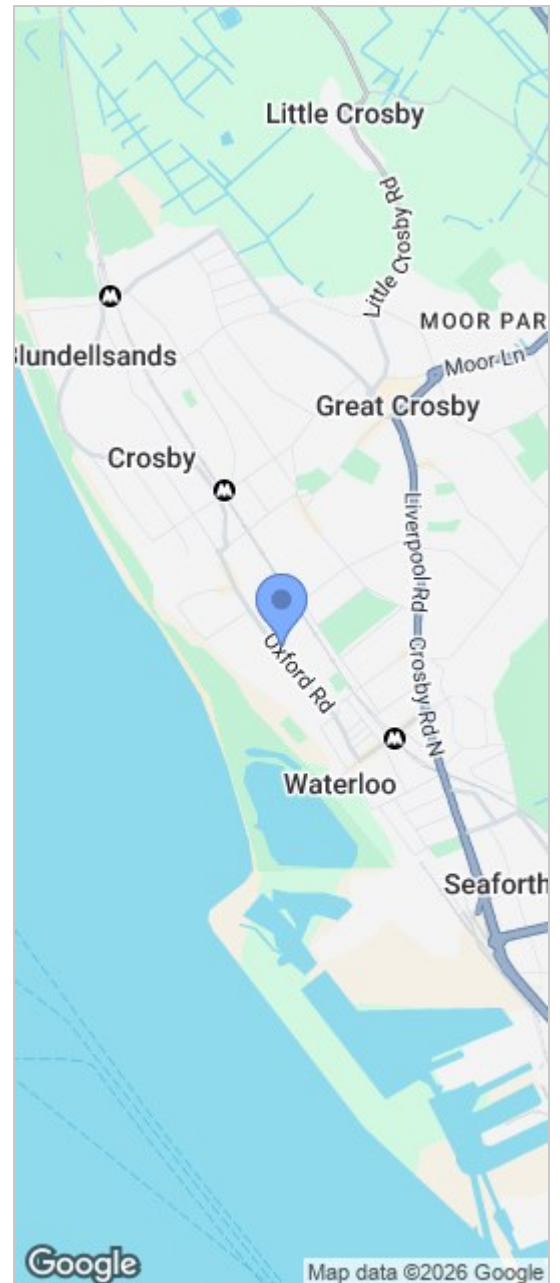 Little Crosby
Little Crosby Rd
MOOR PAR
Moor Ln
Blundellsands
Great Crosby
Crosby
Liverpool Rd
Oxford Rd
Crosby Rd N
Waterloo
Seaforth
Google
Map data ©2026 Google